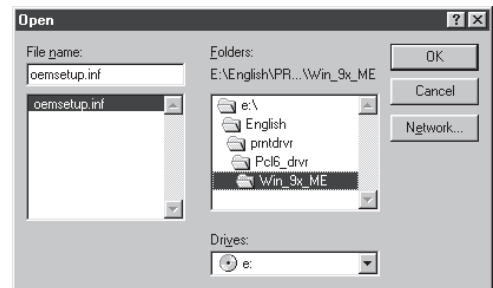 Open
File name:
oemsetup.inf
oemsetup.inf
Folders:
E:\English\PR...\Win_9x_ME
e:\
English
prntdrvr
Pcl6_drvr
Win_9x_ME
Drives:
e:
OK
Cancel
Network...